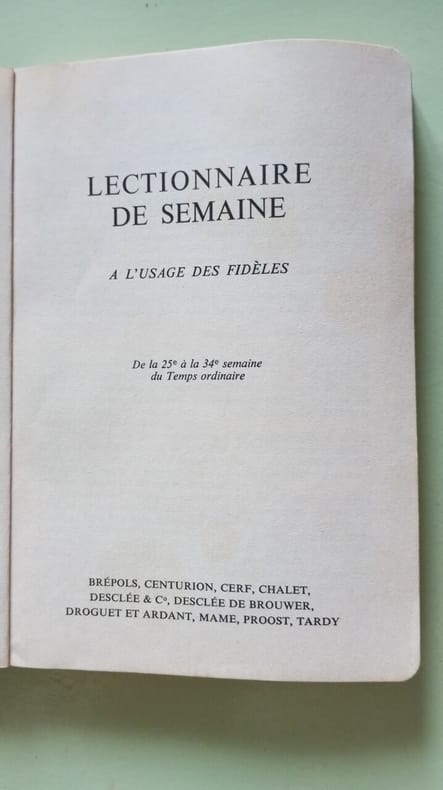 LECTIONNAIRE
DE SEMAINE
A L'USAGE DES FIDÈLES
De la 25e à la 34e semaine
du Temps ordinaire
BRÉPOLS, CENTURION, CERF, CHALET,
DESCLÉE & Co, DESCLÉE DE BROUWER,
DROGUET ET ARDANT, MAME, PROOST, TARDY